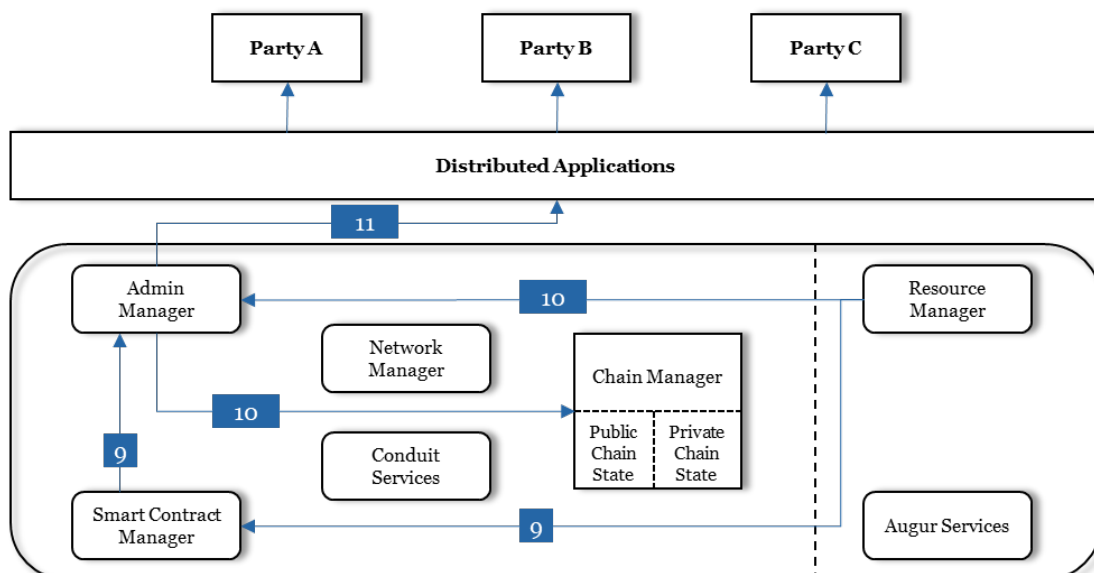 Party A
Party B
Party C
Distributed Applications
11
Admin
Manager
10
Resource
Manager
Network
Manager
Chain Manager
10
Public
Chain
State
Private
Chain
State
9
Conduit
Services
Smart Contract
Manager
9
Augur Services